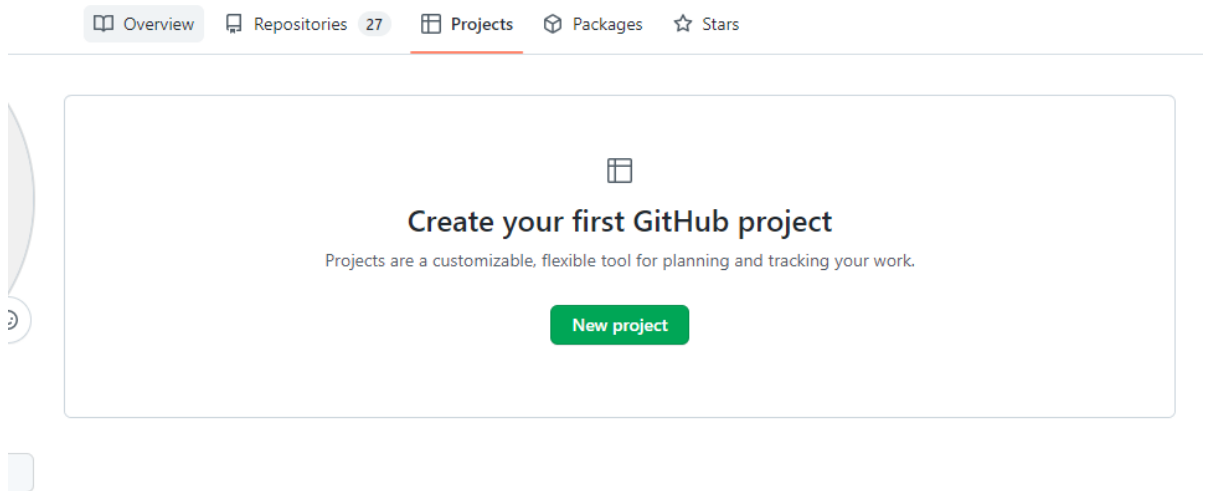 Overview Repositories 27 Projects Packages Stars
Create your first GitHub project
Projects are a customizable, flexible tool for planning and tracking your work.
New project